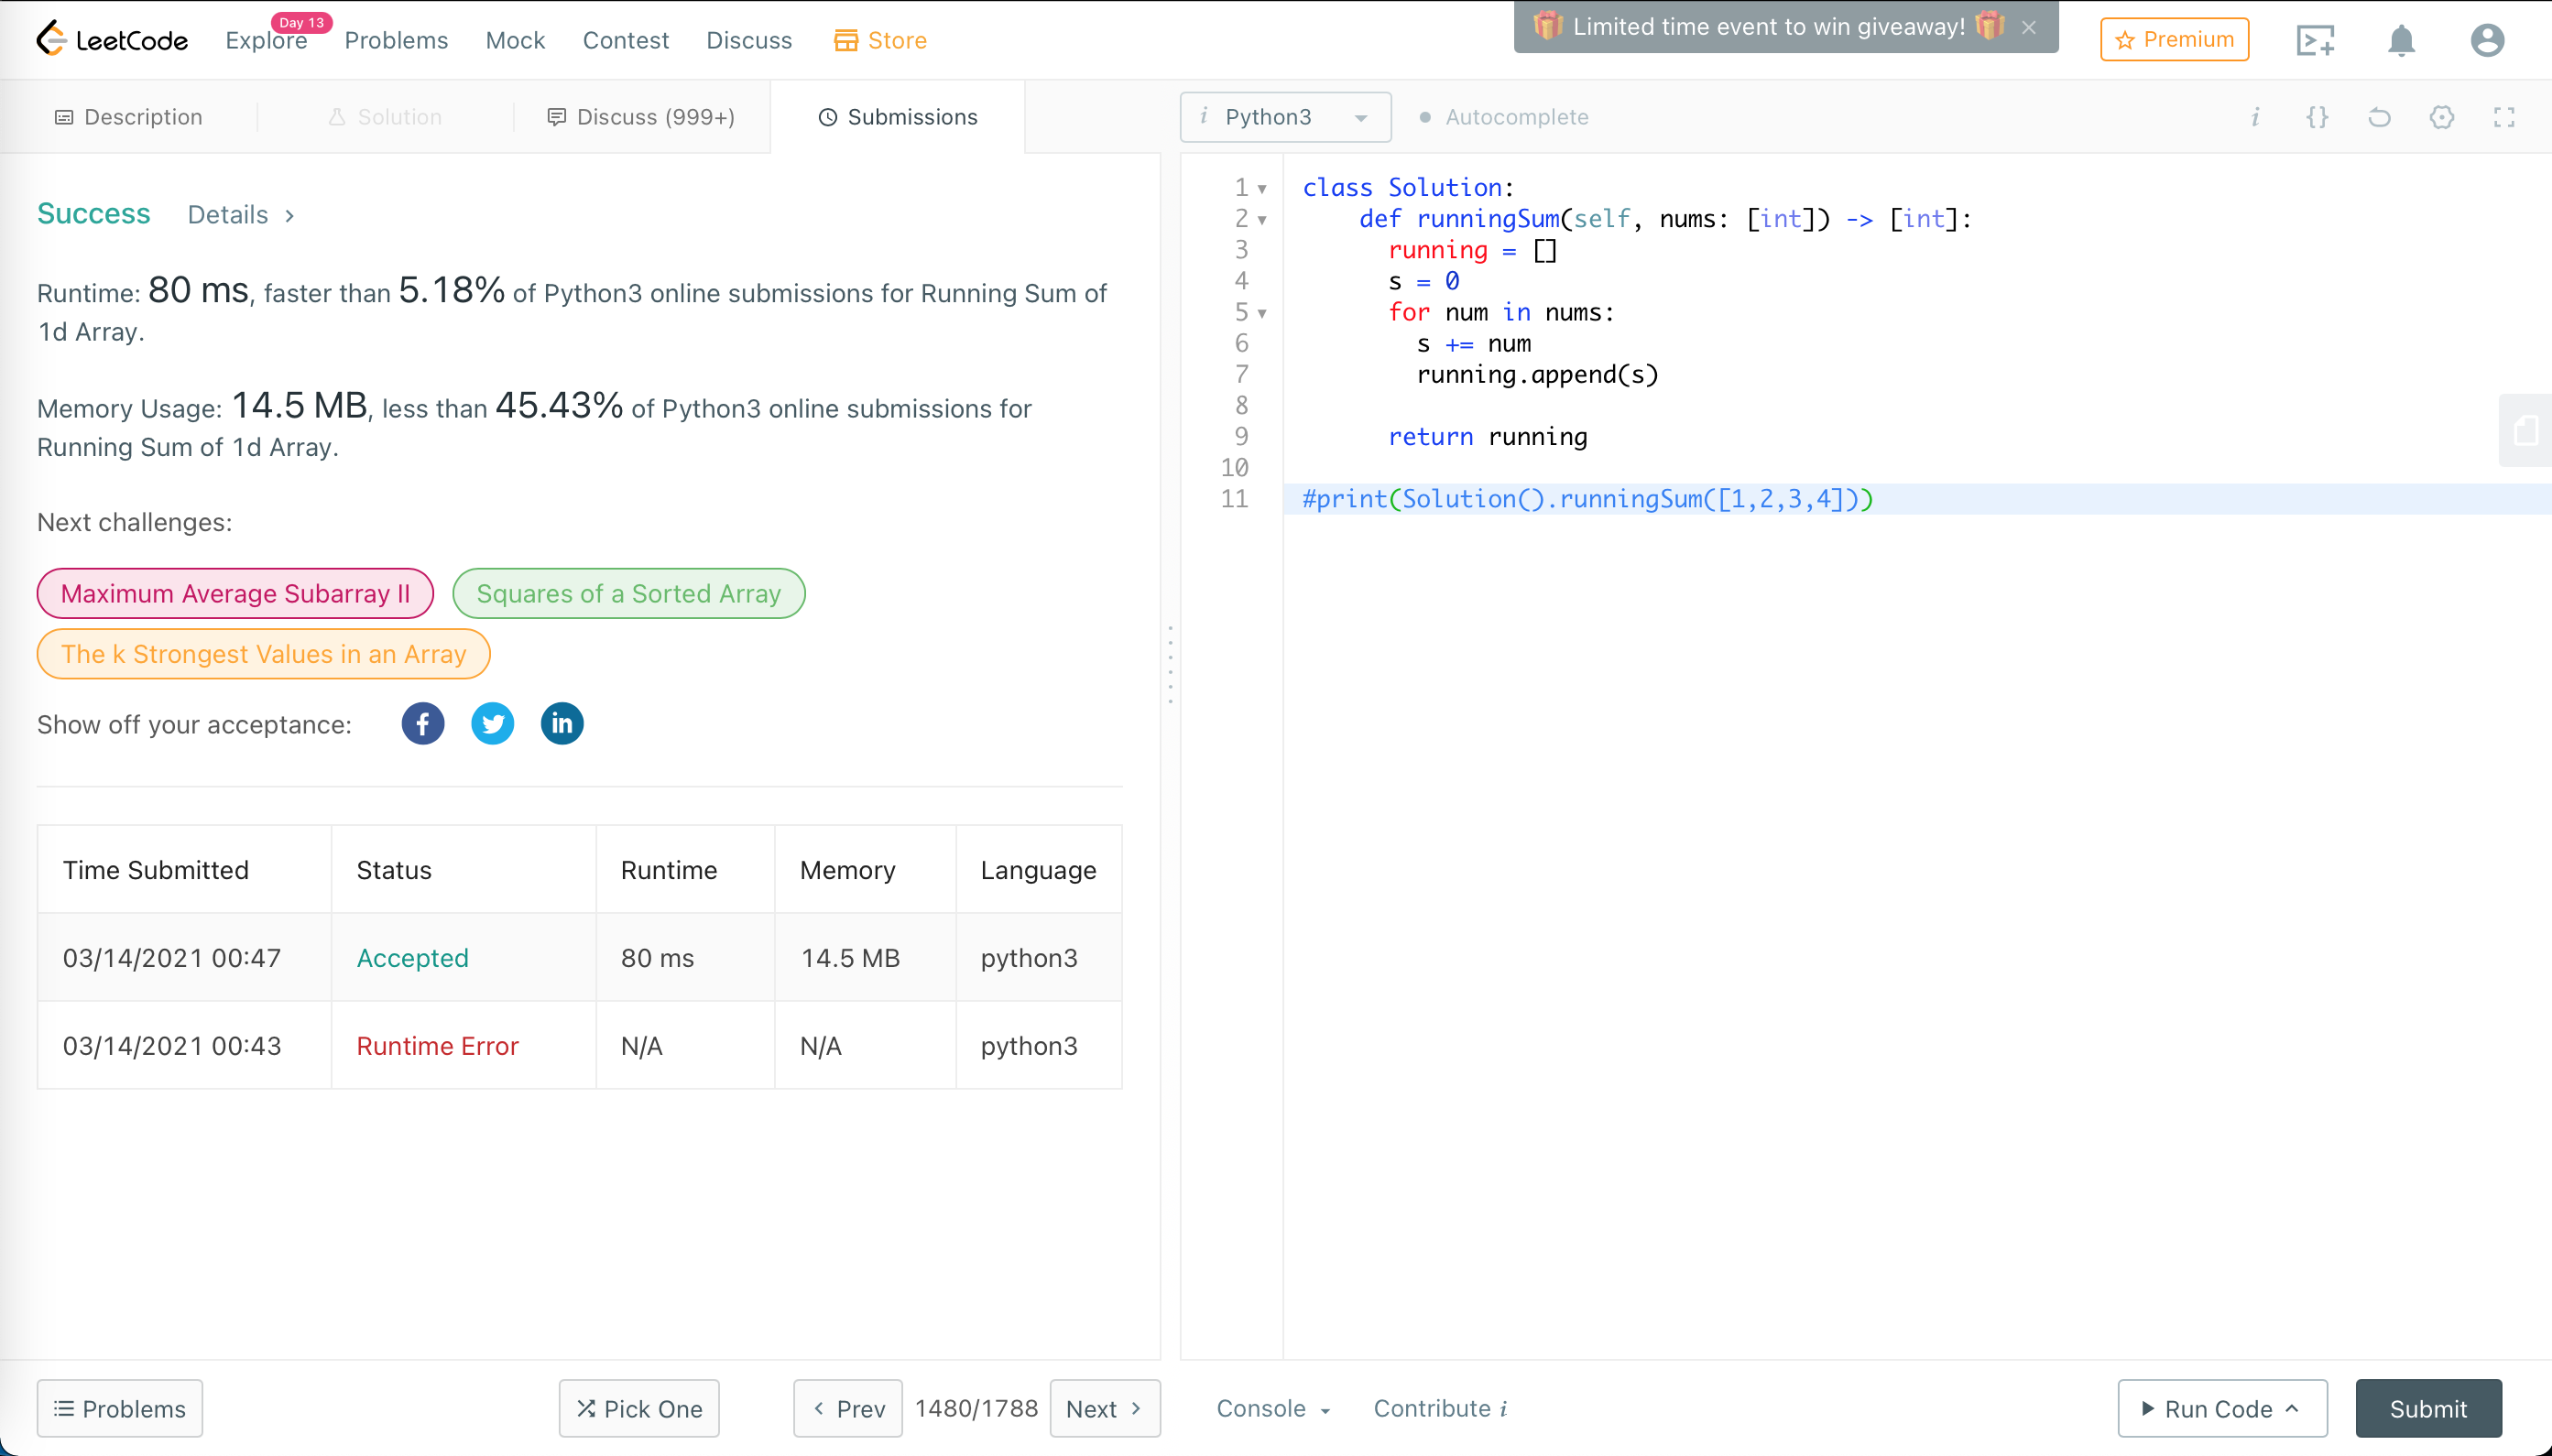 LeetCode Explore Day 13 Problems Mock Contest Discuss Store Limited time event to win giveaway! Premium
Description Solution Discuss (999+) Submissions
Success Details
Runtime: 80 ms, faster than 5.18% of Python3 online submissions for Running Sum of
1d Array.
Memory Usage: 14.5 MB, less than 45.43% of Python3 online submissions for
Running Sum of 1d Array.
Next challenges:
Maximum Average Subarray II Squares of a Sorted Array
The k Strongest Values in an Array
Show off your acceptance: f in
Time Submitted Status Runtime Memory Language
03/14/2021 00:47 Accepted 80 ms 14.5 MB python3
03/14/2021 00:43 Runtime Error N/A N/A python3
Problems Pick One < Prev 1480/1788 Next >
i Python3 Autocomplete i {}
1 class Solution:
2 def runningSum(self, nums: [int]) -> [int]:
3 running = []
4 s = 0
5 for num in nums:
6 s += num
7 running.append(s)
8
9 return running
10
11 #print(Solution().runningSum([1,2,3,4]))
Console Contribute i Run Code Submit